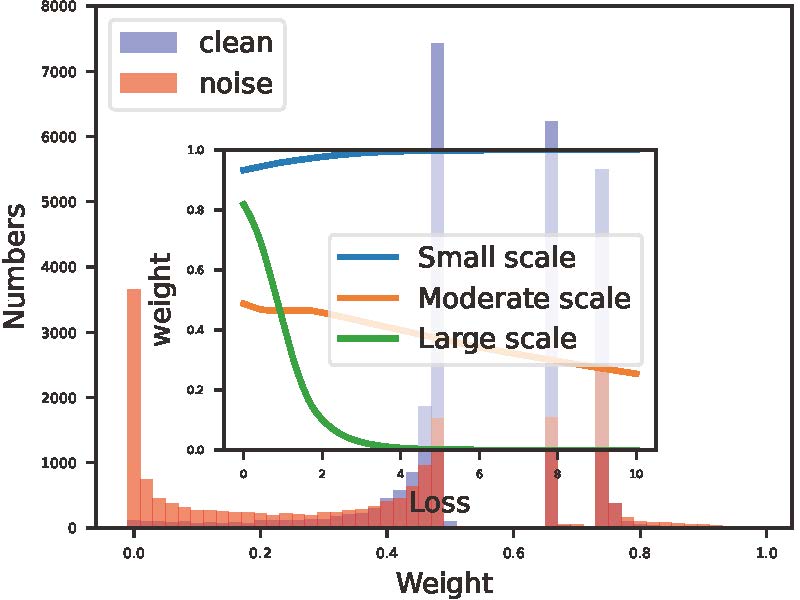 8000
7000
6000
5000
4000
3000
2000
1000
0
Numbers
clean
noise
1.0
0.8
0.6
0.4
0.2
0.0
weight
Small scale
Moderate scale
Large scale
0 2 4 6 8 10
Loss
0.0 0.2 0.4 0.6 0.8 1.0
Weight